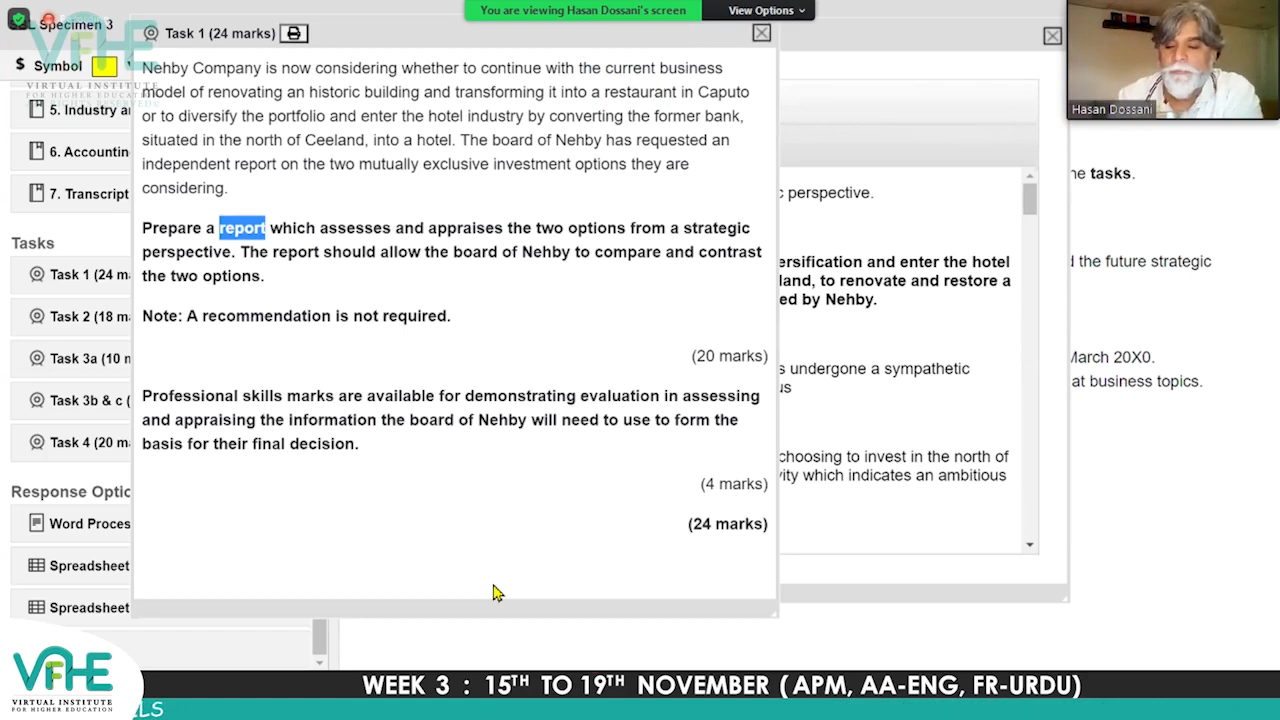 You are viewing Hasan Dossani's screen
View Options
Specimen 3
VFHE
VIRTUAL INSTITUTE
FOR HIGHER EDUCATION
$ Symbol
5. Industry
6. Accountin
7. Transcript
Tasks
Task 1 (24 m
Task 2 (18 m
Task 3a (10 m
Task 3b & c (
Task 4 (20 m
Response Optio
Word Proces
Spreadsheet
Spreadsheet
Task 1 (24 marks)
Nehby Company is now considering whether to continue with the current business
model of renovating an historic building and transforming it into a restaurant in Caputo
or to diversify the portfolio and enter the hotel industry by converting the former bank,
situated in the north of Ceeland, into a hotel. The board of Nehby has requested an
independent report on the two mutually exclusive investment options they are
considering.
Prepare a report which assesses and appraises the two options from a strategic
perspective. The report should allow the board of Nehby to compare and contrast
the two options.
Note: A recommendation is not required.
(20 marks)
Professional skills marks are available for demonstrating evaluation in assessing
and appraising the information the board of Nehby will need to use to form the
basis for their final decision.
(4 marks)
(24 marks)
c perspective.
ersification and enter the hotel
land, to renovate and restore a
ed by Nehby.
s undergone a sympathetic
us
choosing to invest in the north of
vity which indicates an ambitious
he tasks.
d the future strategic
March 20X0.
at business topics.
Hasan Dossani
VFHE
VIRTUAL INSTITUTE
FOR HIGHER EDUCATION
LS
WEEK 3 : 15TH TO 19TH NOVEMBER (APM, AA-ENG, FR-URDU)